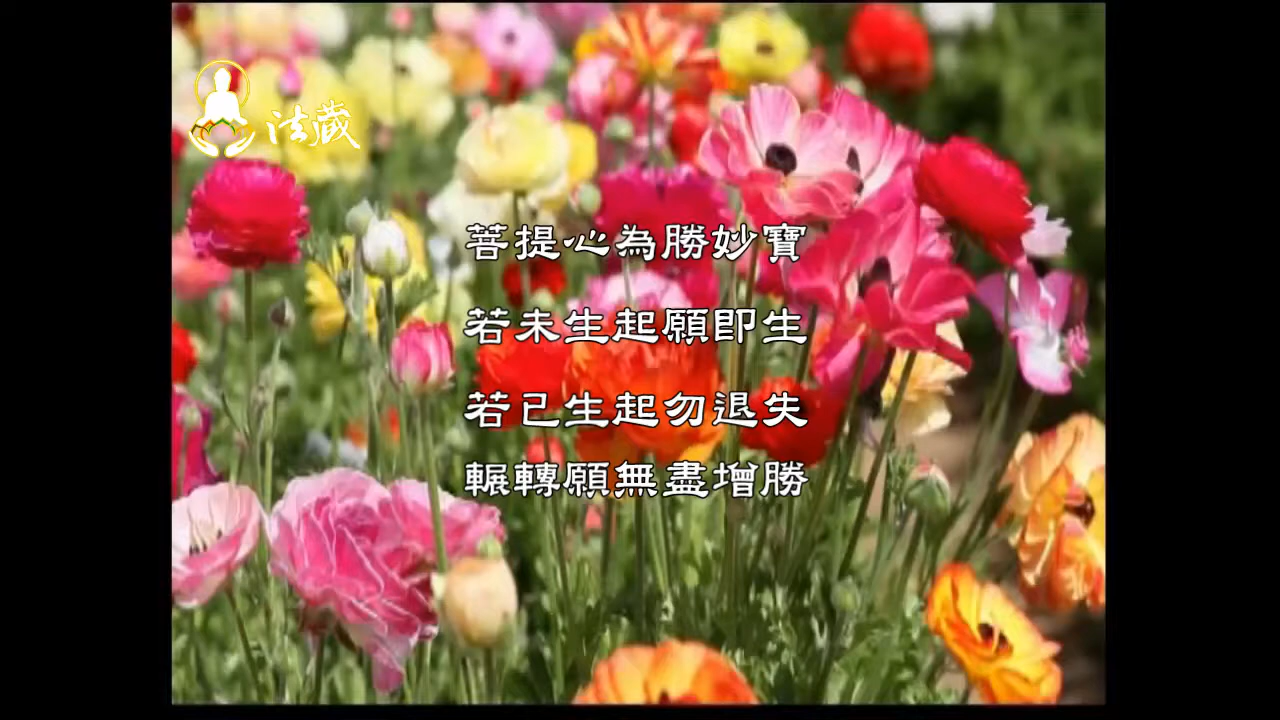 法藏
菩提心為勝妙寶
若未生起願即生
若已生起勿退失
輾轉願無盡增勝